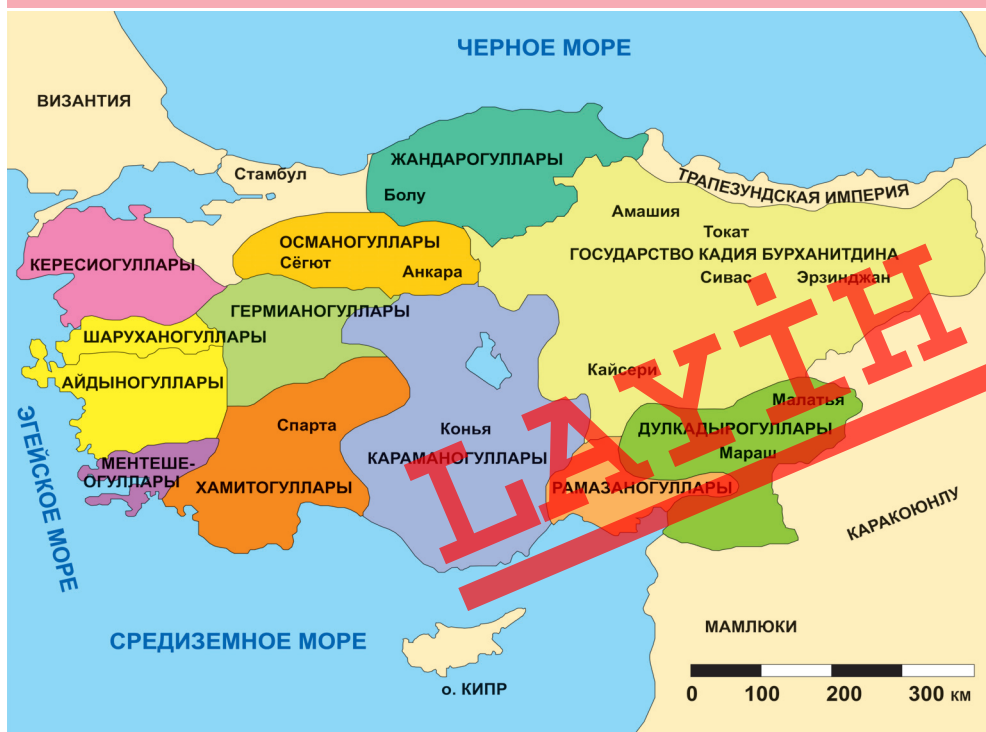 ЧЕРНОЕ МОРЕ
ВИЗАНТИЯ
ЖАНДАРОГУЛЛАРЫ
Стамбул
Болу
ТРАПЕЗУНДСКАЯ ИМПЕРИЯ
Амашия
Токат
ОСМАНОГУЛЛАРЫ
ГОСУДАРСТВО КАДИЯ БУРХАНИТДИНА
КЕРЕСИОГУЛЛАРЫ
Сёгют
Анкара
Сивас
Эрзинджан
ГЕРМИАНОГУЛЛАРЫ
ШАРУХАНОГУЛЛАРЫ
АЙДЫНОГУЛЛАРЫ
Кайсери
Малатья
ЭГЕЙСКОЕ МОРЕ
Спарта
Конья
ДУЛКАДЫРОГУЛЛАРЫ
КАРАМАНОГУЛЛАРЫ
Мараш
МЕНТЕШЕ-
ОГУЛЛАРЫ
ХАМИТОГУЛЛАРЫ
РАМАЗАНОГУЛЛАРЫ
КАРАКОЮНЛУ
LAYİH
СРЕДИЗЕМНОЕ МОРЕ
МАМЛЮКИ
о. КИПР
0 100 200 300 км